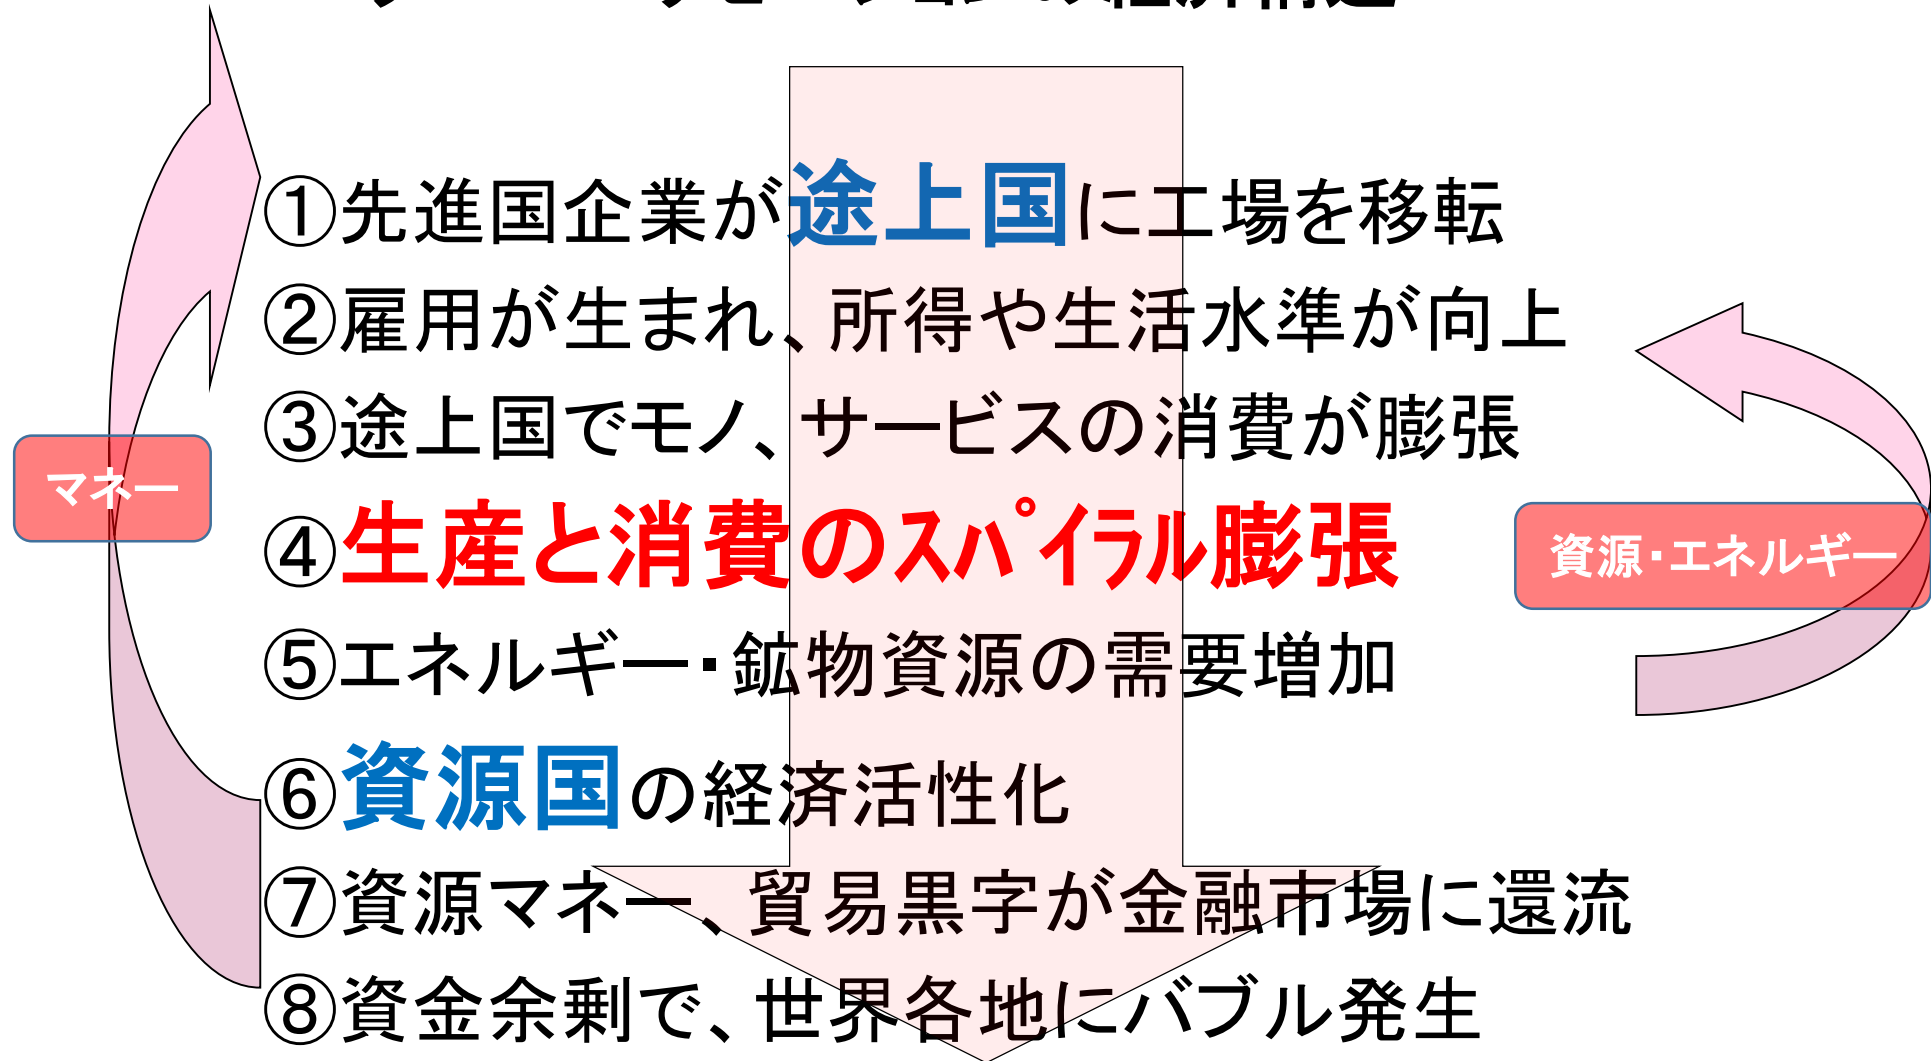 ①先進国企業が途上国に工場を移転
②雇用が生まれ、所得や生活水準が向上
③途上国でモノ、サービスの消費が膨張
マネー
④生産と消費のｽﾊﾟｲﾗﾙ膨張
資源・エネルギー
⑤エネルギー・鉱物資源の需要増加
⑥資源国の経済活性化
⑦資源マネー、貿易黒字が金融市場に還流
⑧資金余剰で、世界各地にバブル発生